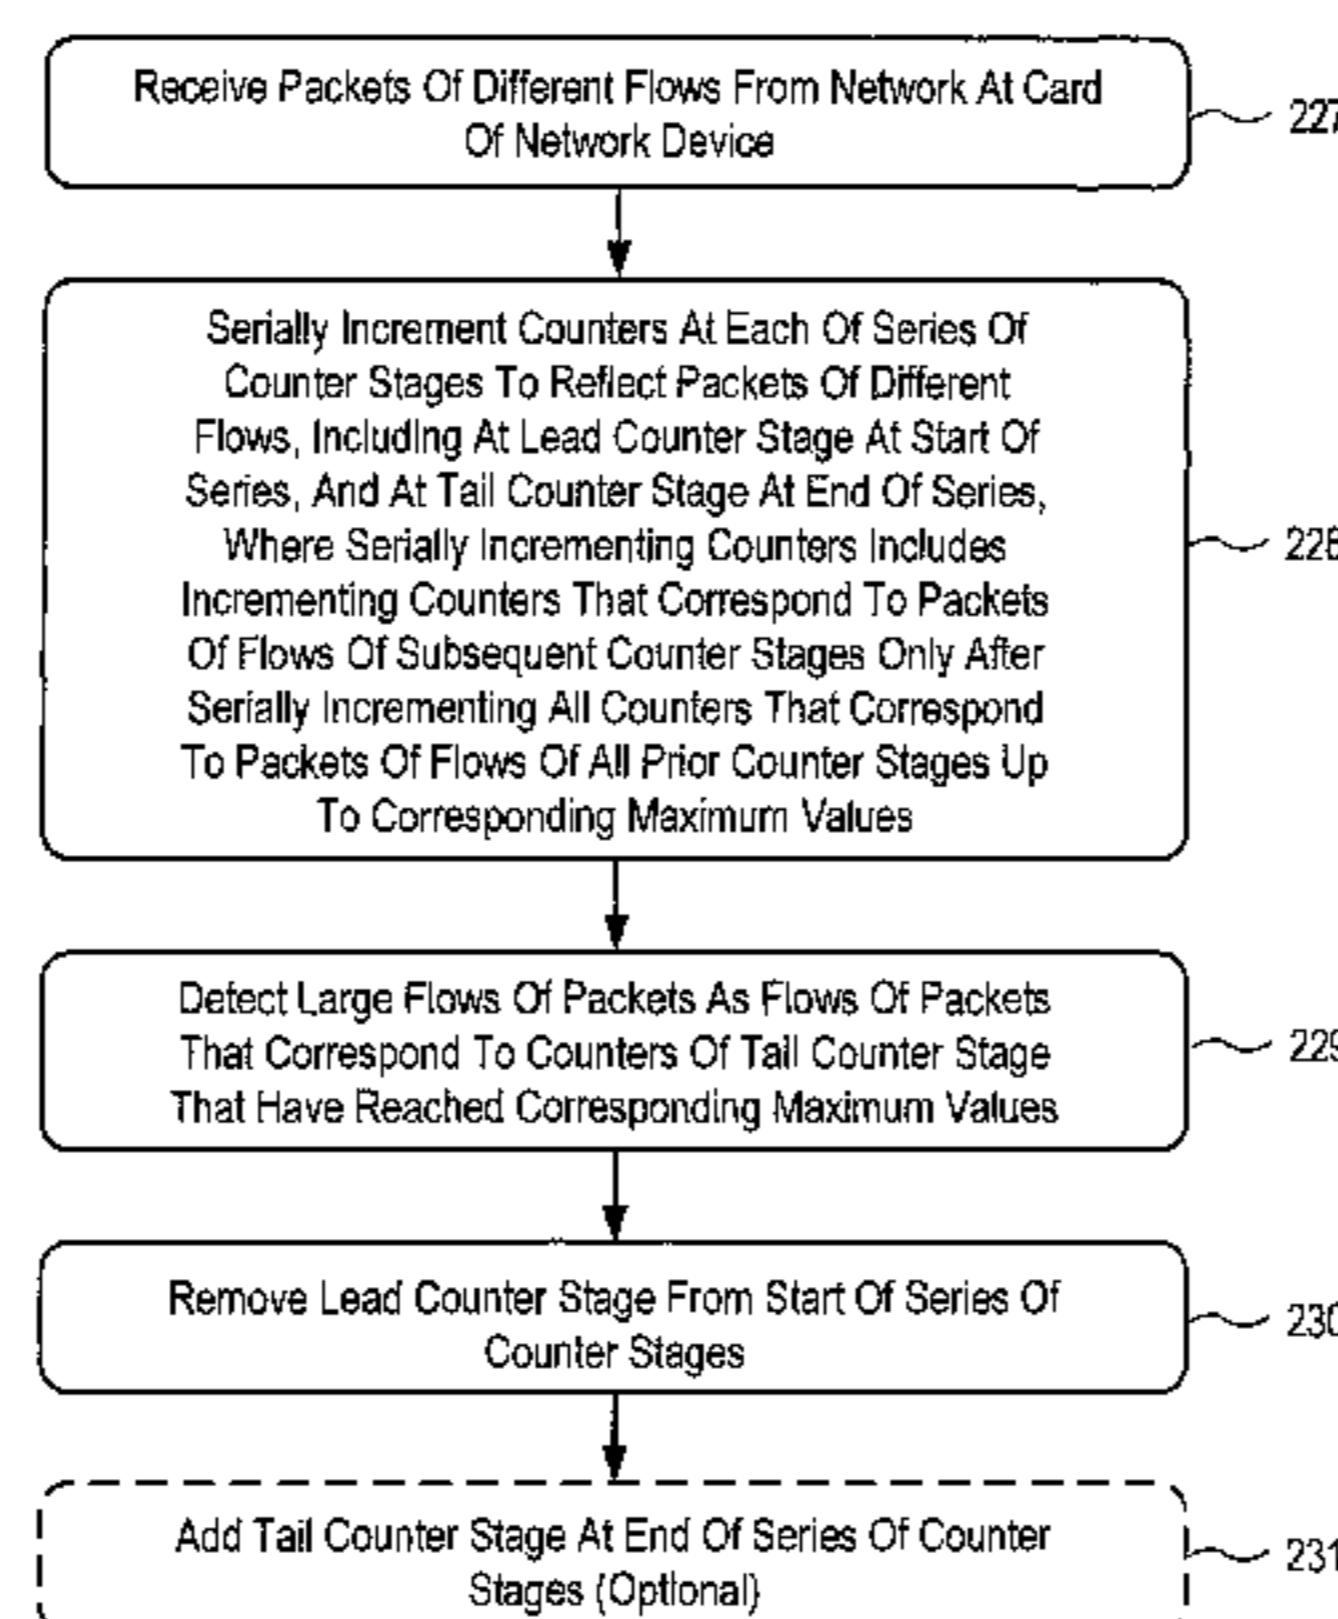 Receive Packets Of Different Flows From Network At Card
Of Network Device
227
Serially Increment Counters At Each Of Series Of
Counter Stages To Reflect Packets Of Different
Flows, Including At Lead Counter Stage At Start Of
Series, And At Tail Counter Stage At End Of Series,
Where Serially Incrementing Counters Includes
Incrementing Counters That Correspond To Packets
Of Flows Of Subsequent Counter Stages Only After
Serially Incrementing All Counters That Correspond
To Packets Of Flows Of All Prior Counter Stages Up
To Corresponding Maximum Values
228
Detect Large Flows Of Packets As Flows Of Packets
That Correspond To Counters Of Tail Counter Stage
That Have Reached Corresponding Maximum Values
229
Remove Lead Counter Stage From Start Of Series Of
Counter Stages
230
Add Tail Counter Stage At End Of Series Of Counter
Stages (Optional)
231